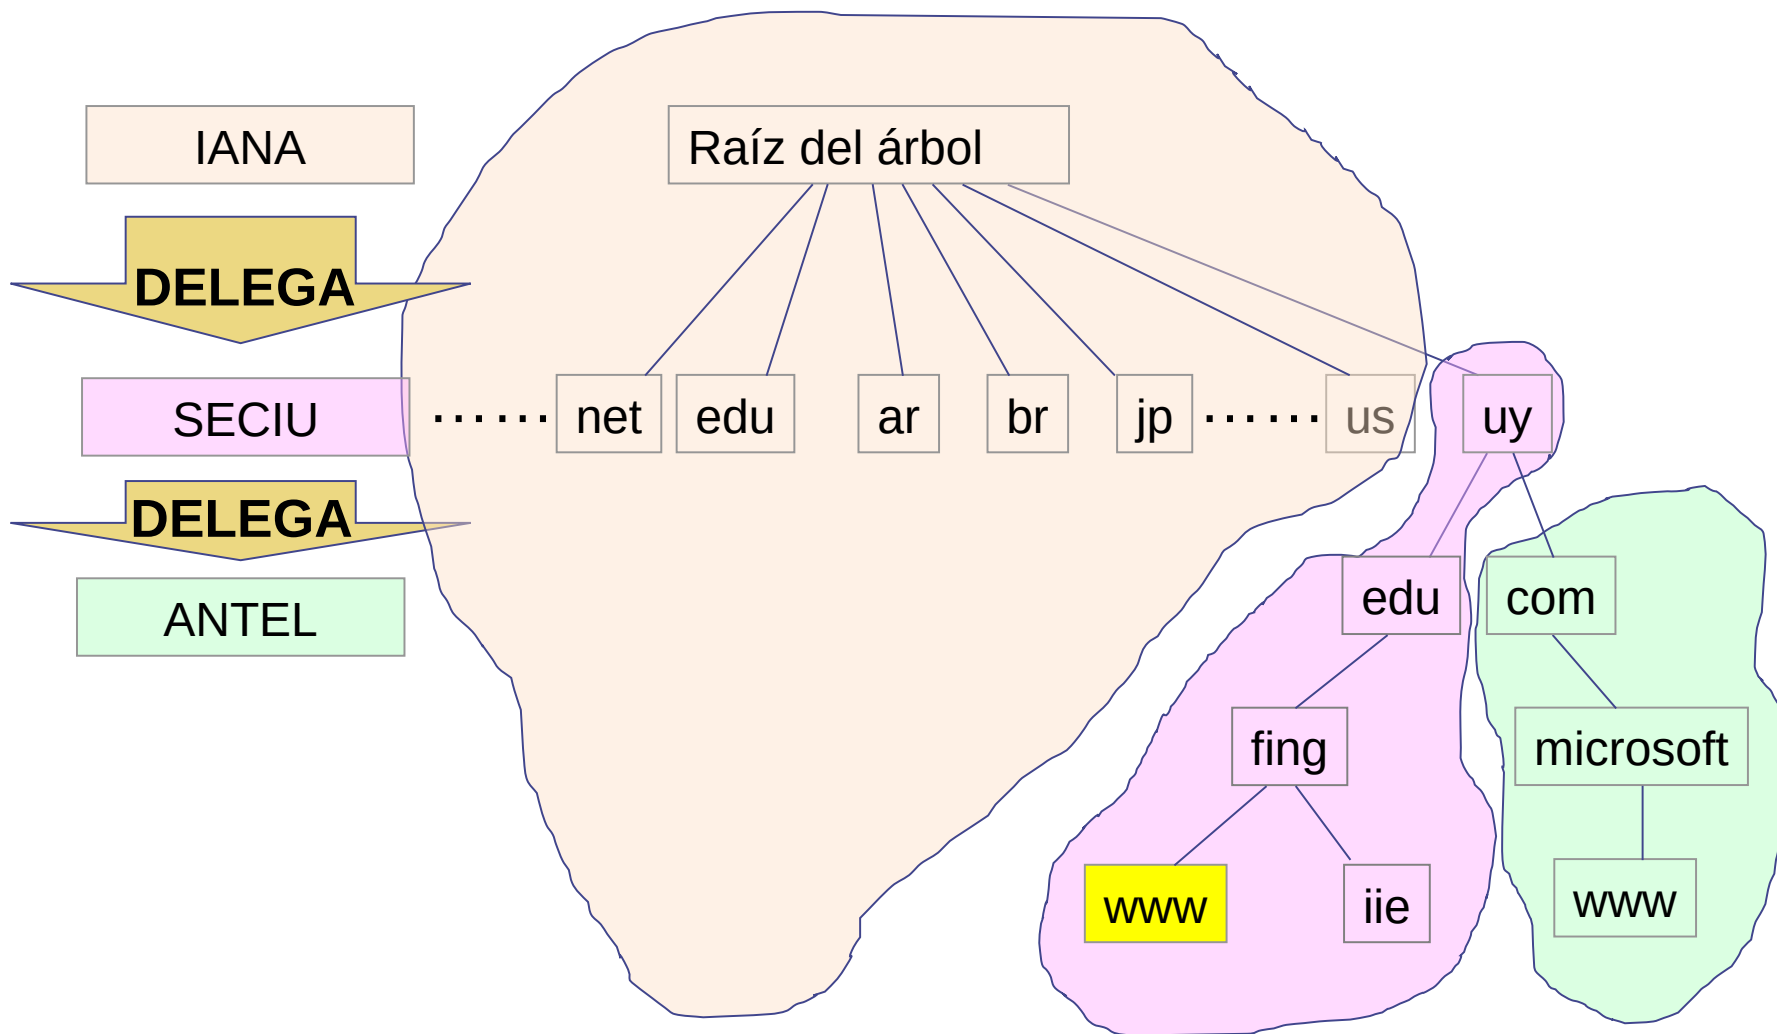 IANA
Raíz del árbol
DELEGA
SECIU
...... net edu ar br jp ...... us uy
DELEGA
ANTEL
edu com
fing microsoft
www iie www